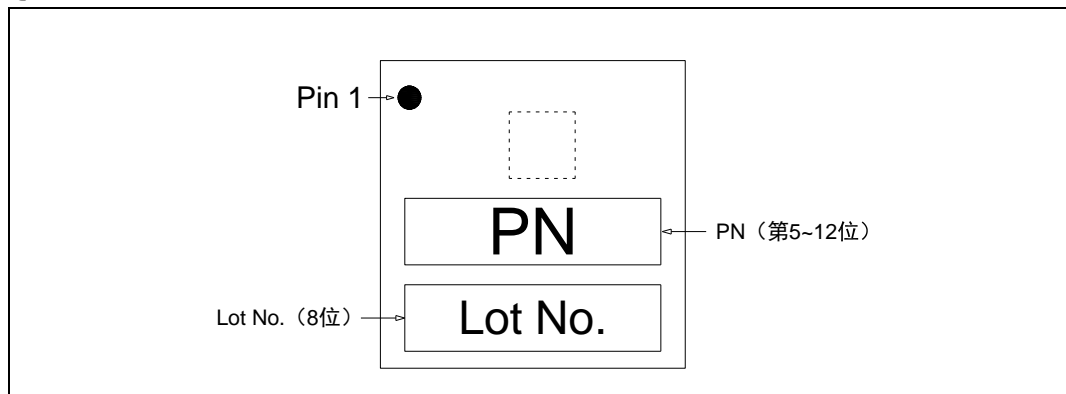 Pin 1
PN
PN（第5~12位）
Lot No.（8位）
Lot No.